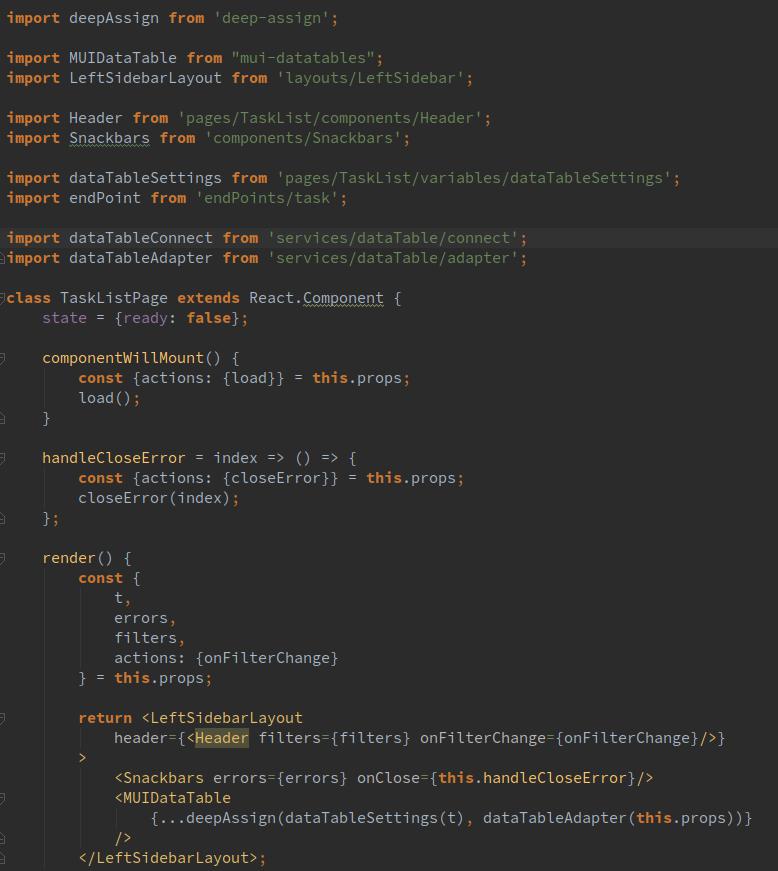 import deepAssign from 'deep-assign';
import MUIDataTable from "mui-datatables";
import LeftSidebarLayout from 'layouts/LeftSidebar';
import Header from 'pages/TaskList/components/Header';
import Snackbars from 'components/Snackbars';
import dataTableSettings from 'pages/TaskList/variables/dataTableSettings';
import endPoint from 'endPoints/task';
import dataTableConnect from 'services/dataTable/connect';
import dataTableAdapter from 'services/dataTable/adapter';
class TaskListPage extends React.Component {
    state = {ready: false};
    componentWillMount() {
        const {actions: {load}} = this.props;
        load();
    }
    handleCloseError = index => () => {
        const {actions: {closeError}} = this.props;
        closeError(index);
    };
    render() {
        const {
            t,
            errors,
            filters,
            actions: {onFilterChange}
        } = this.props;
        return <LeftSidebarLayout
            header={<Header filters={filters} onFilterChange={onFilterChange}/>}
        >
            <Snackbars errors={errors} onClose={this.handleCloseError}/>
            <MUIDataTable
                {...deepAssign(dataTableSettings(t), dataTableAdapter(this.props))}
            />
        </LeftSidebarLayout>;